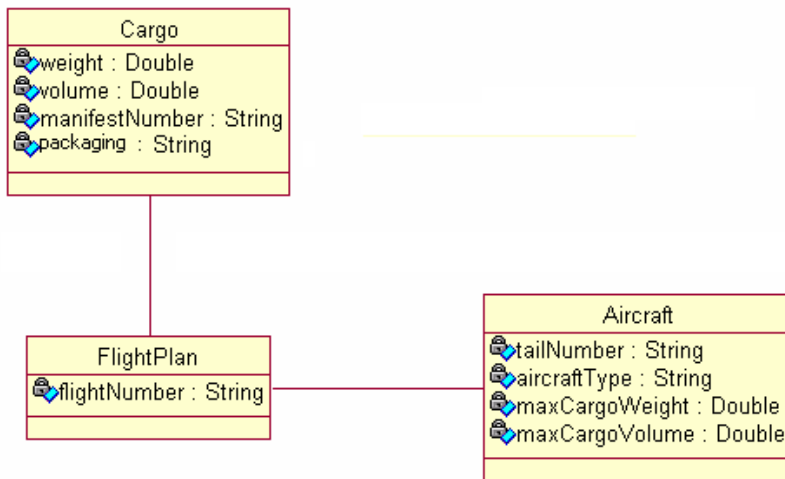 Cargo
weight : Double
volume : Double
manifestNumber : String
packaging : String
FlightPlan
flightNumber : String
Aircraft
tailNumber : String
aircraftType : String
maxCargoWeight : Double
maxCargoVolume : Double